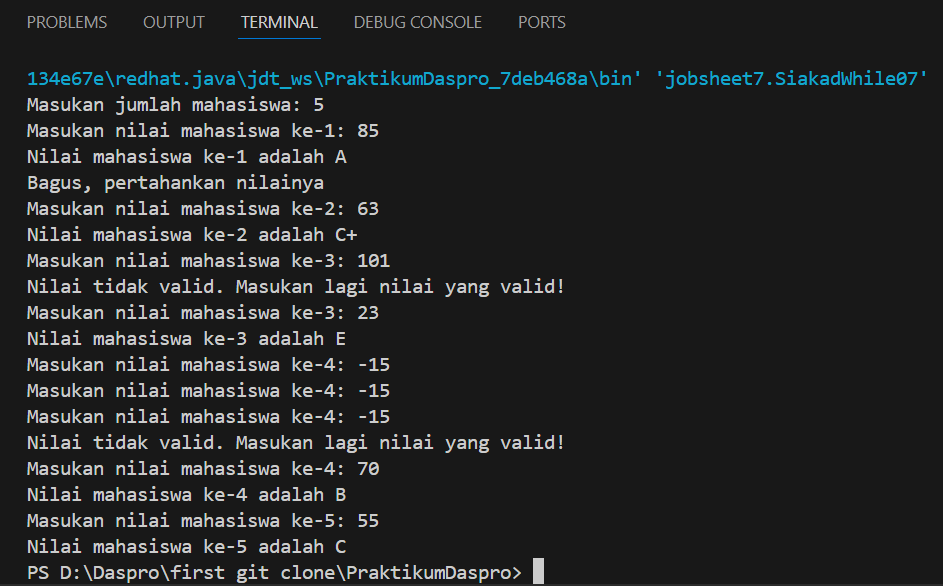 PROBLEMS OUTPUT TERMINAL DEBUG CONSOLE PORTS
134e67e\redhat.java\jdt_ws\PraktikumDaspro_7deb468a\bin' 'jobsheet7.SiakadWhile07'
Masukan jumlah mahasiswa: 5
Masukan nilai mahasiswa ke-1: 85
Nilai mahasiswa ke-1 adalah A
Bagus, pertahankan nilainya
Masukan nilai mahasiswa ke-2: 63
Nilai mahasiswa ke-2 adalah C+
Masukan nilai mahasiswa ke-3: 101
Nilai tidak valid. Masukan lagi nilai yang valid!
Masukan nilai mahasiswa ke-3: 23
Nilai mahasiswa ke-3 adalah E
Masukan nilai mahasiswa ke-4: -15
Masukan nilai mahasiswa ke-4: -15
Masukan nilai mahasiswa ke-4: -15
Nilai tidak valid. Masukan lagi nilai yang valid!
Masukan nilai mahasiswa ke-4: 70
Nilai mahasiswa ke-4 adalah B
Masukan nilai mahasiswa ke-5: 55
Nilai mahasiswa ke-5 adalah C
PS D:\Daspro\first git clone\PraktikumDaspro>